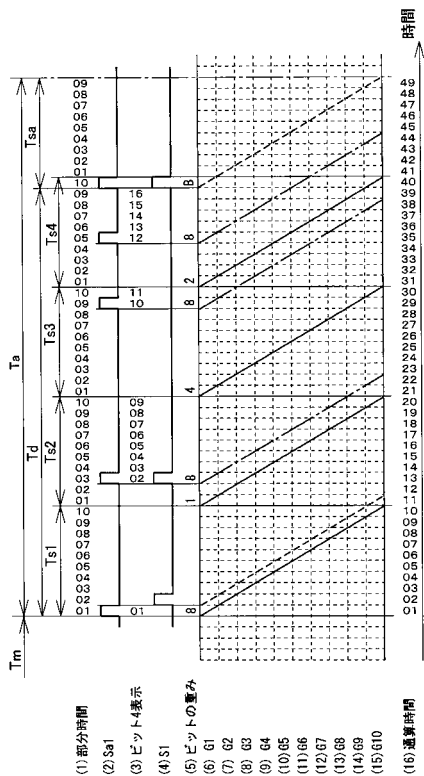 Ta
Td Tsa
Tm Ts1 Ts2 Ts3 Ts4
(1)部分時間 01 02 03 04 05 06 07 08 09 10 01 02 03 04 05 06 07 08 09 10 01 02 03 04 05 06 07 08 09 10 01 02 03 04 05 06 07 08 09 10 01 02 03 04 05 06 07 08 09
(2)Sa1
(3)ビット4表示 01 02 03 04 05 06 07 08 09 10 11 12 13 14 15 16
(4)S1
(5)ビットの重み 8 1 8 4 8 2 8 8
(6) G1
(7) G2
(8) G3
(9) G4
(10)G5
(11)G6
(12)G7
(13)G8
(14)G9
(15)G10
(16)通算時間 01 02 03 04 05 06 07 08 09 10 11 12 13 14 15 16 17 18 19 20 21 22 23 24 25 26 27 28 29 30 31 32 33 34 35 36 37 38 39 40 41 42 43 44 45 46 47 48 49
時間